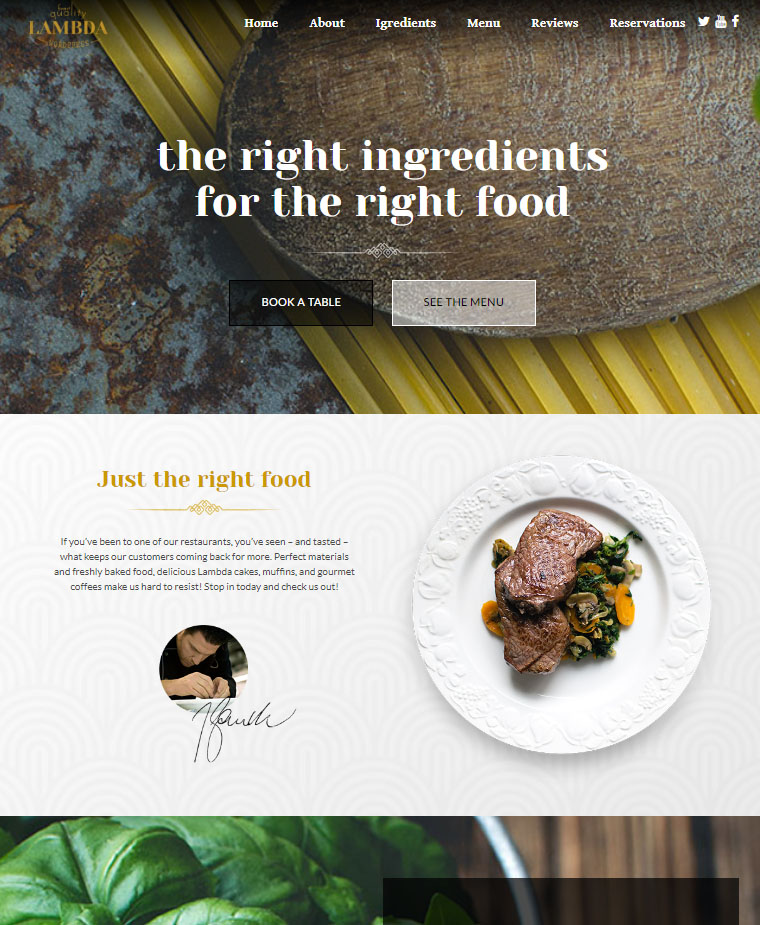 quality
LAMBDA
Home About Igredients Menu Reviews Reservations
the right ingredients
for the right food
BOOK A TABLE SEE THE MENU
Just the right food
If you've been to one of our restaurants, you've seen – and tasted –
what keeps our customers coming back for more. Perfect materials
and freshly baked food, delicious Lambda cakes, muffins, and gourmet
coffees make us hard to resist! Stop in today and check us out!